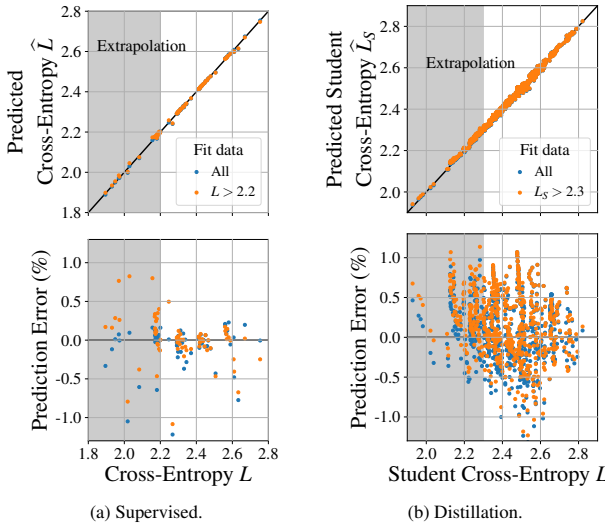 2.8
2.6
2.4
2.2
2.0
1.8
Predicted
Cross-Entropy L̂
Extrapolation
Fit data
All
L > 2.2
2.8
2.6
2.4
2.2
2.0
Predicted Student
Cross-Entropy L̂_S
Extrapolation
Fit data
All
L_S > 2.3
1.0
0.5
0.0
-0.5
-1.0
Prediction Error (%)
1.8 2.0 2.2 2.4 2.6 2.8
Cross-Entropy L
1.0
0.5
0.0
-0.5
-1.0
Prediction Error (%)
2.0 2.2 2.4 2.6 2.8
Student Cross-Entropy L
(a) Supervised.
(b) Distillation.